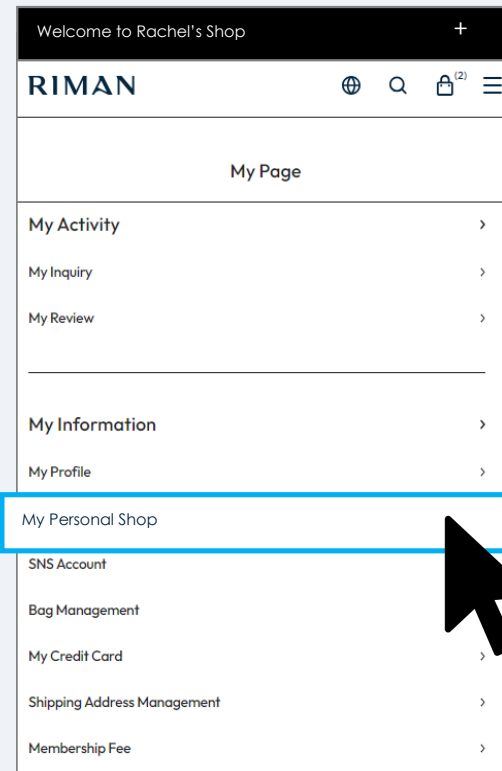 Welcome to Rachel’s Shop +
RIMAN (2)
My Page
My Activity
My Inquiry
My Review
My Information
My Profile
My Personal Shop
SNS Account
Bag Management
My Credit Card
Shipping Address Management
Membership Fee